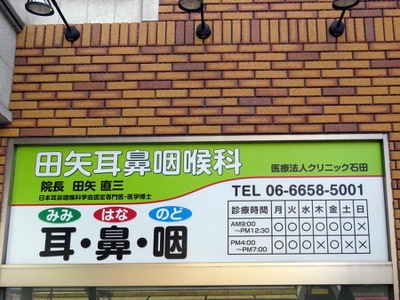 田矢耳鼻咽喉科
医療法人クリニック石田
院長 田矢 直三
日本耳鼻咽喉科学会認定専門医・医学博士
TEL 06-6658-5001
みみ はな のど
耳・鼻・咽
診療時間 月 火 水 木 金 土 日
AM9:00～PM12:30 ○ ○ ○ ○ ○ ○ ×
PM4:00～PM7:00 ○ ○ ○ × ○ × ×